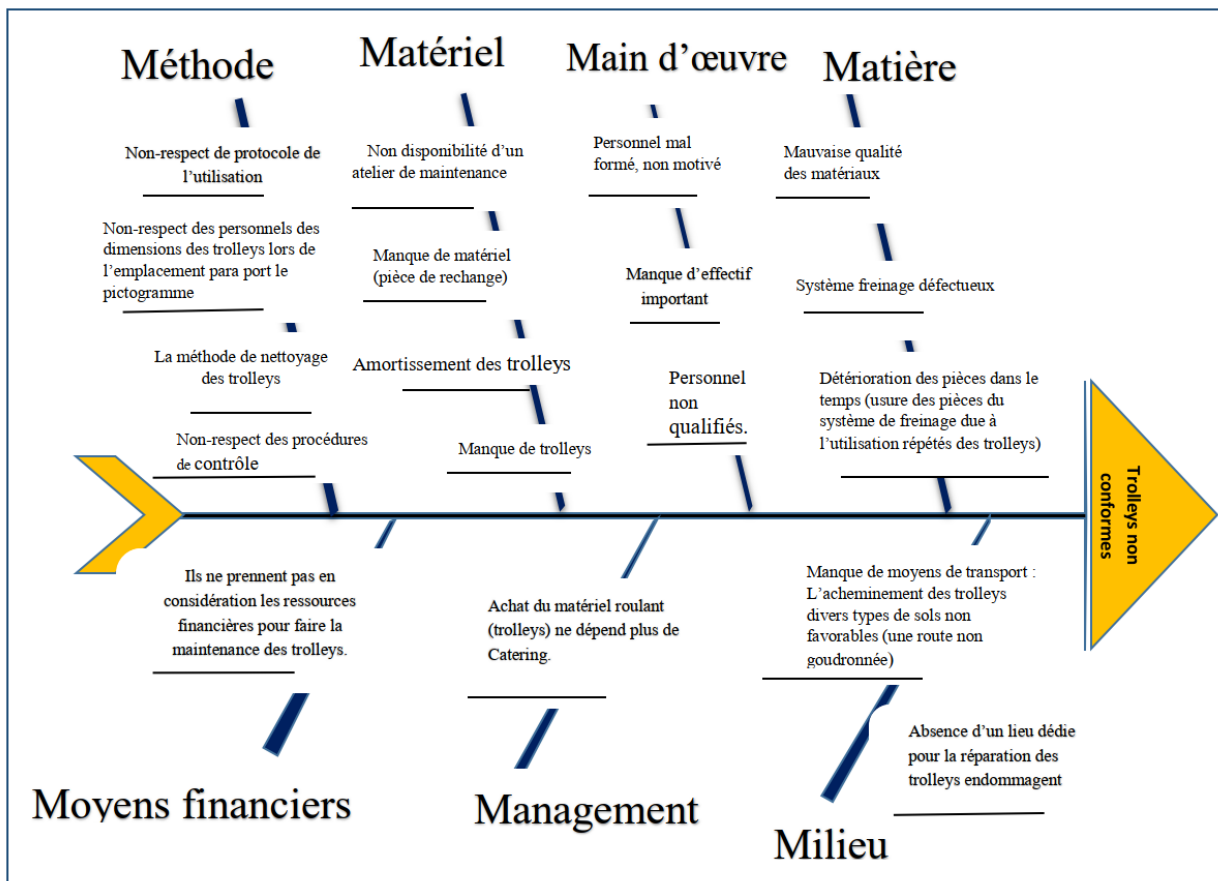 Méthode
Matériel
Main d'œuvre
Matière
Non-respect de protocole de
l'utilisation
Non-respect des personnels des
dimensions des trolleys lors de
l'emplacement para port le
pictogramme
La méthode de nettoyage
des trolleys
Non-respect des procédures
de contrôle
Non disponibilité d'un
atelier de maintenance
Manque de matériel
(pièce de rechange)
Amortissement des trolleys
Manque de trolleys
Personnel mal
formé, non motivé
Manque d'effectif
important
Personnel
non
qualifiés.
Mauvaise qualité
des matériaux
Système freinage défectueux
Détérioration des pièces dans le
temps (usure des pièces du
système de freinage due à
l'utilisation répétés des trolleys)
Trolleys non
conformes
Ils ne prennent pas en
considération les ressources
financières pour faire la
maintenance des trolleys.
Achat du matériel roulant
(trolleys) ne dépend plus de
Catering.
Manque de moyens de transport :
L'acheminement des trolleys
divers types de sols non
favorables (une route non
goudronnée)
Absence d'un lieu dédie
pour la réparation des
trolleys endommagent
Moyens financiers
Management
Milieu